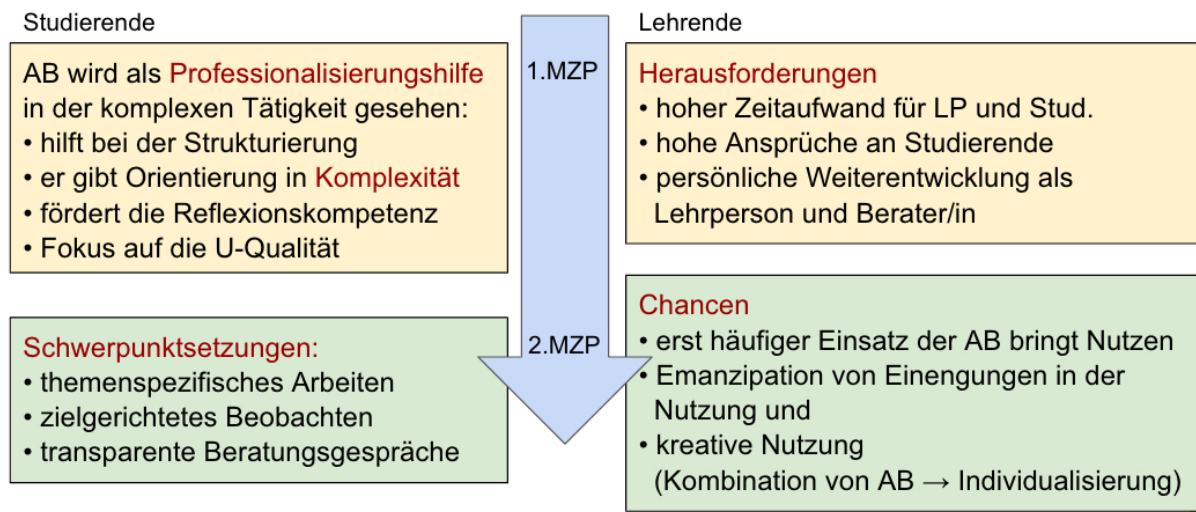 Studierende
AB wird als Professionalisierungshilfe
in der komplexen Tätigkeit gesehen:
• hilft bei der Strukturierung
• er gibt Orientierung in Komplexität
• fördert die Reflexionskompetenz
• Fokus auf die U-Qualität
Schwerpunktsetzungen:
• themenspezifisches Arbeiten
• zielgerichtetes Beobachten
• transparente Beratungsgespräche
1.MZP
2.MZP
Lehrende
Herausforderungen
• hoher Zeitaufwand für LP und Stud.
• hohe Ansprüche an Studierende
• persönliche Weiterentwicklung als
Lehrperson und Berater/in
Chancen
• erst häufiger Einsatz der AB bringt Nutzen
• Emanzipation von Einengungen in der
Nutzung und
• kreative Nutzung
(Kombination von AB → Individualisierung)